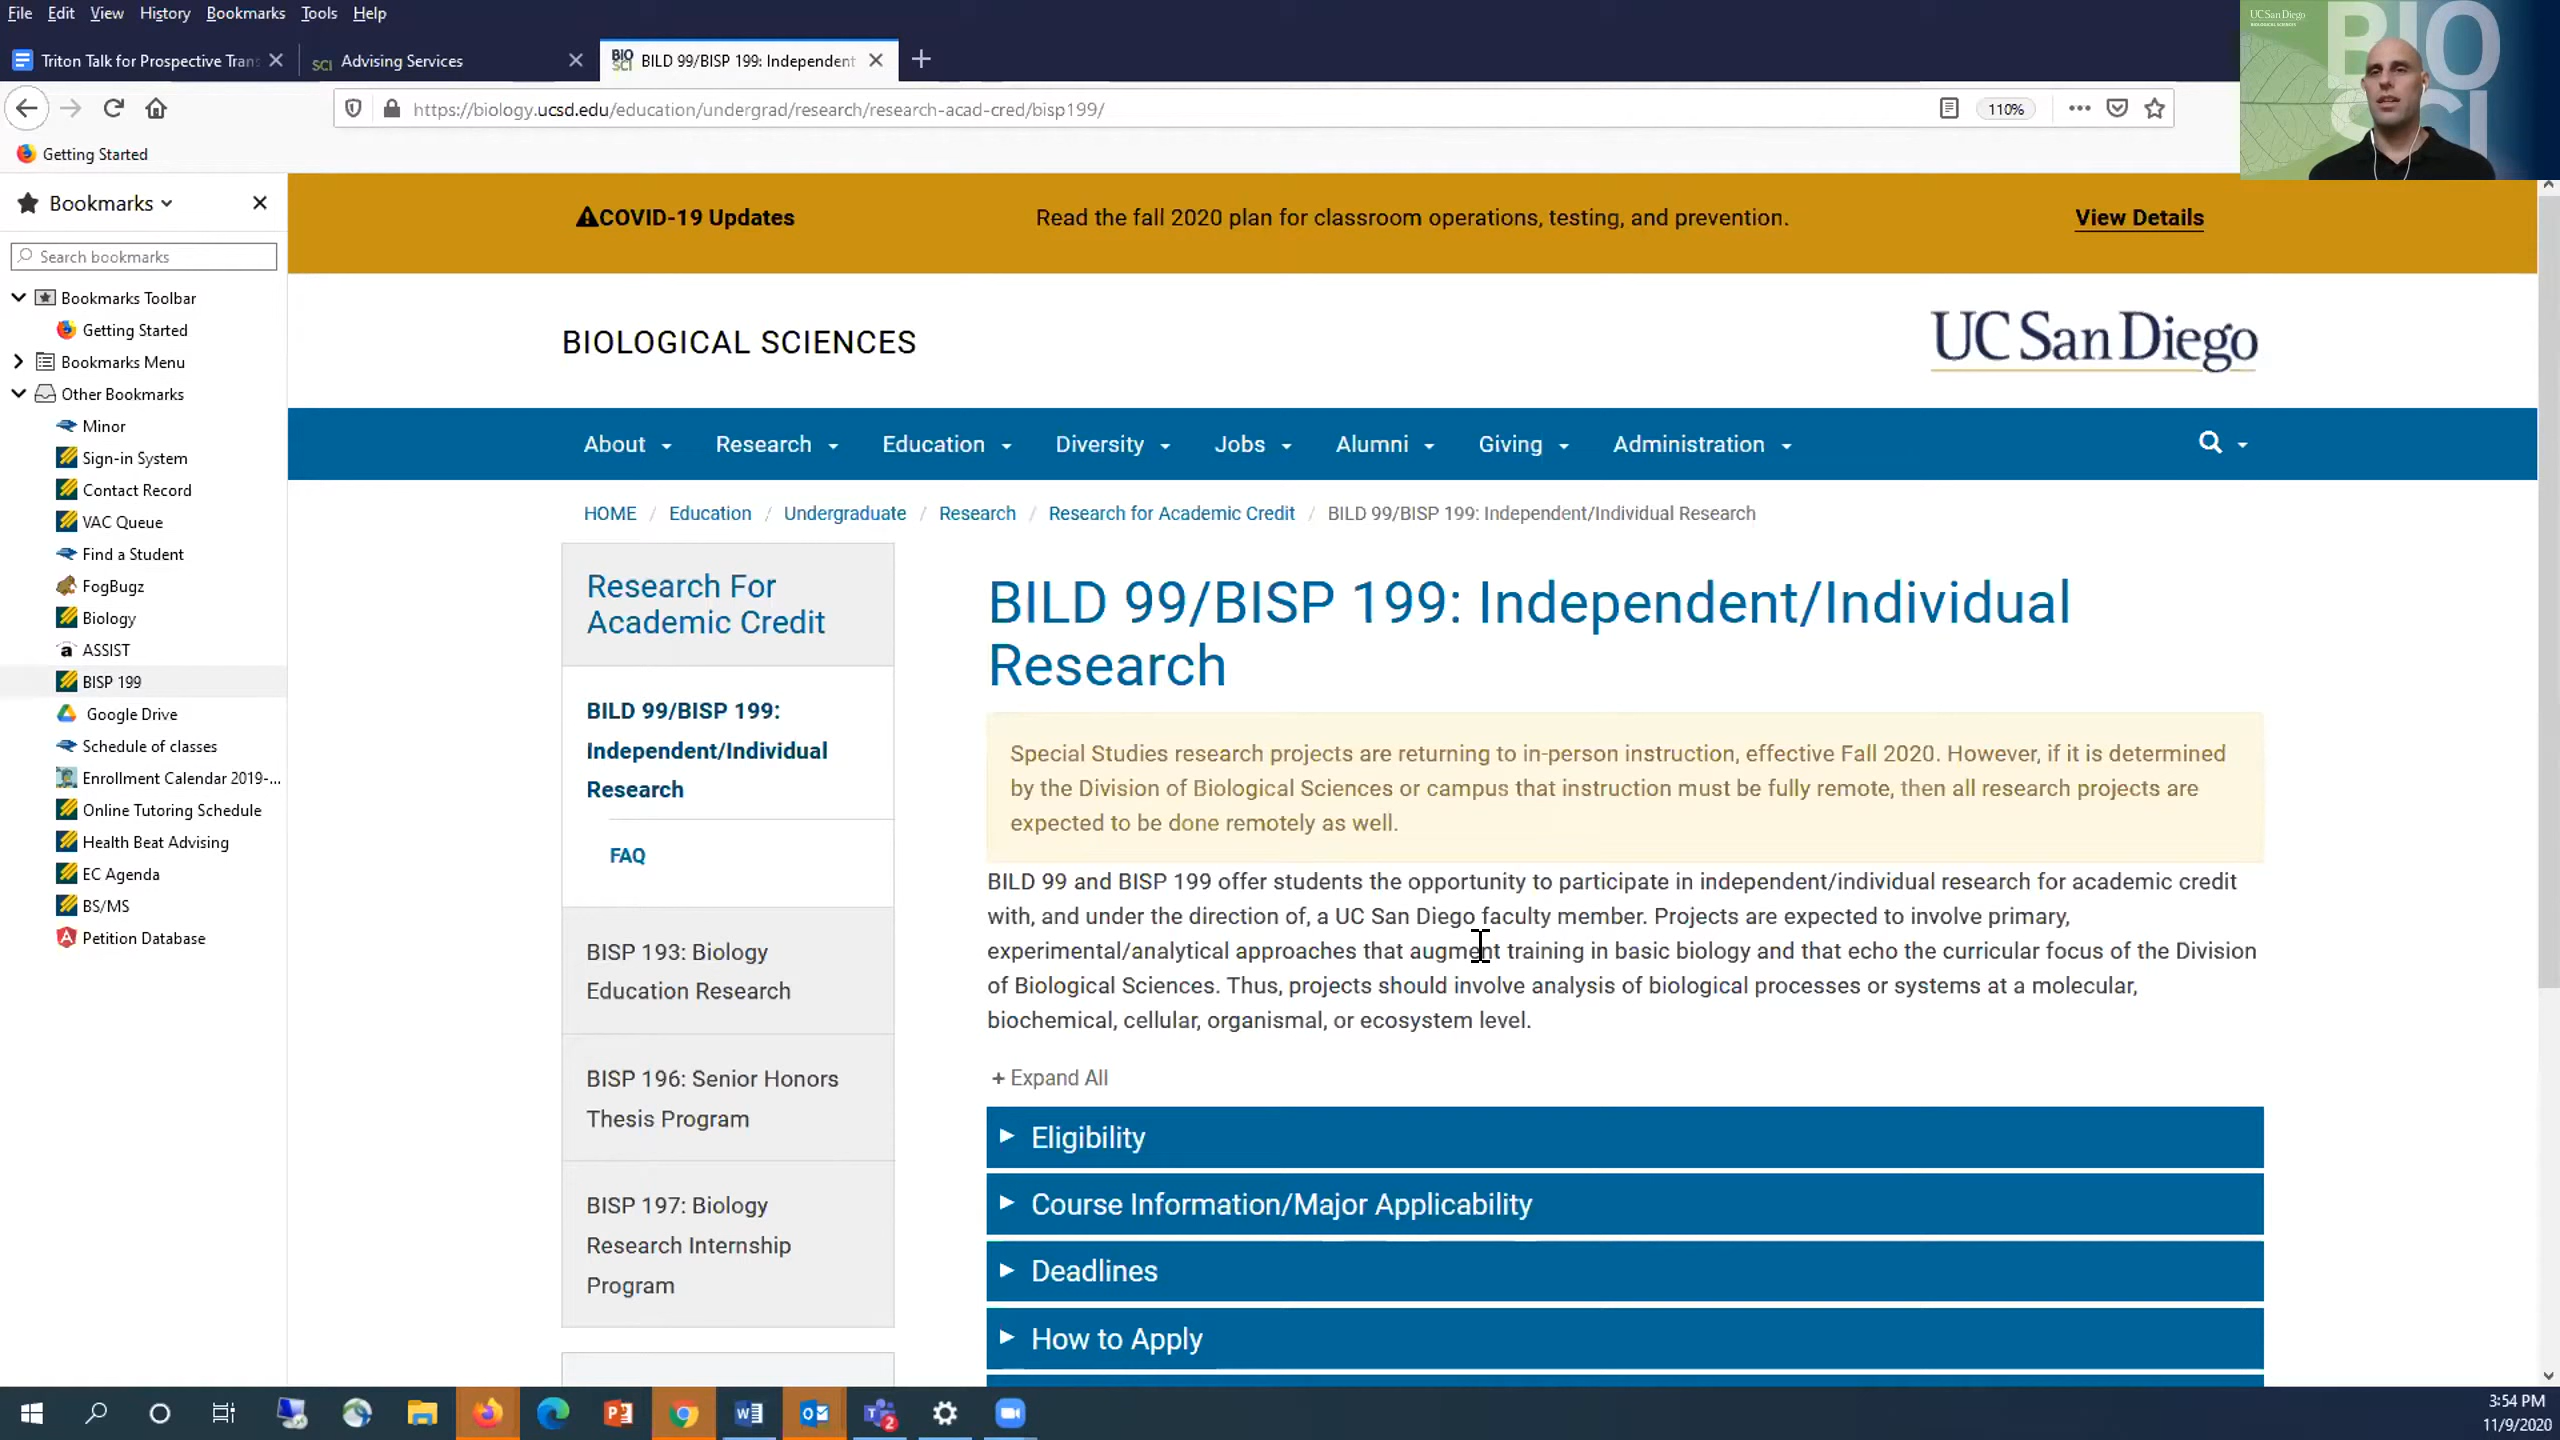 File Edit View History Bookmarks Tools Help
Triton Talk for Prospective Trans
SCI Advising Services
BIO SCI BILD 99/BISP 199: Independent
https://biology.ucsd.edu/education/undergrad/research/research-acad-cred/bisp199/
110%
Getting Started
UC San Diego
BIOLOGICAL SCIENCES
BIO
SCI
Bookmarks
Search bookmarks
Bookmarks Toolbar
Getting Started
Bookmarks Menu
Other Bookmarks
Minor
Sign-in System
Contact Record
VAC Queue
Find a Student
FogBugz
Biology
a ASSIST
BISP 199
Google Drive
Schedule of classes
Enrollment Calendar 2019-...
Online Tutoring Schedule
Health Beat Advising
EC Agenda
BS/MS
Petition Database
COVID-19 Updates
Read the fall 2020 plan for classroom operations, testing, and prevention.
View Details
BIOLOGICAL SCIENCES
UC San Diego
About Research Education Diversity Jobs Alumni Giving Administration
HOME / Education / Undergraduate / Research / Research for Academic Credit / BILD 99/BISP 199: Independent/Individual Research
Research For
Academic Credit
BILD 99/BISP 199:
Independent/Individual
Research
FAQ
BISP 193: Biology
Education Research
BISP 196: Senior Honors
Thesis Program
BISP 197: Biology
Research Internship
Program
BILD 99/BISP 199: Independent/Individual
Research
Special Studies research projects are returning to in-person instruction, effective Fall 2020. However, if it is determined
by the Division of Biological Sciences or campus that instruction must be fully remote, then all research projects are
expected to be done remotely as well.
BILD 99 and BISP 199 offer students the opportunity to participate in independent/individual research for academic credit
with, and under the direction of, a UC San Diego faculty member. Projects are expected to involve primary,
experimental/analytical approaches that augment training in basic biology and that echo the curricular focus of the Division
of Biological Sciences. Thus, projects should involve analysis of biological processes or systems at a molecular,
biochemical, cellular, organismal, or ecosystem level.
+ Expand All
Eligibility
Course Information/Major Applicability
Deadlines
How to Apply
2
3:54 PM
11/9/2020